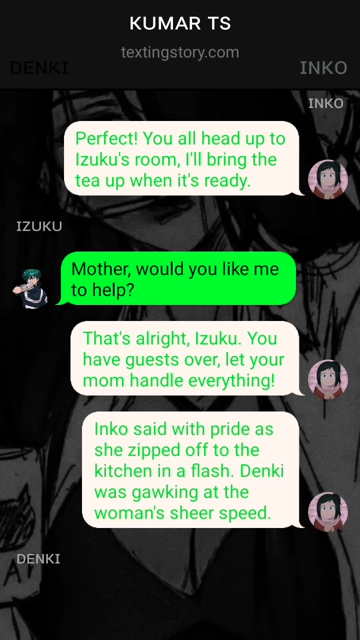 KUMAR TS
textingstory.com
DENKI
INKO
INKO
Perfect! You all head up to
Izuku's room, I'll bring the
tea up when it's ready.
IZUKU
Mother, would you like me
to help?
That's alright, Izuku. You
have guests over, let your
mom handle everything!
Inko said with pride as
she zipped off to the
kitchen in a flash. Denki
was gawking at the
woman's sheer speed.
DENKI